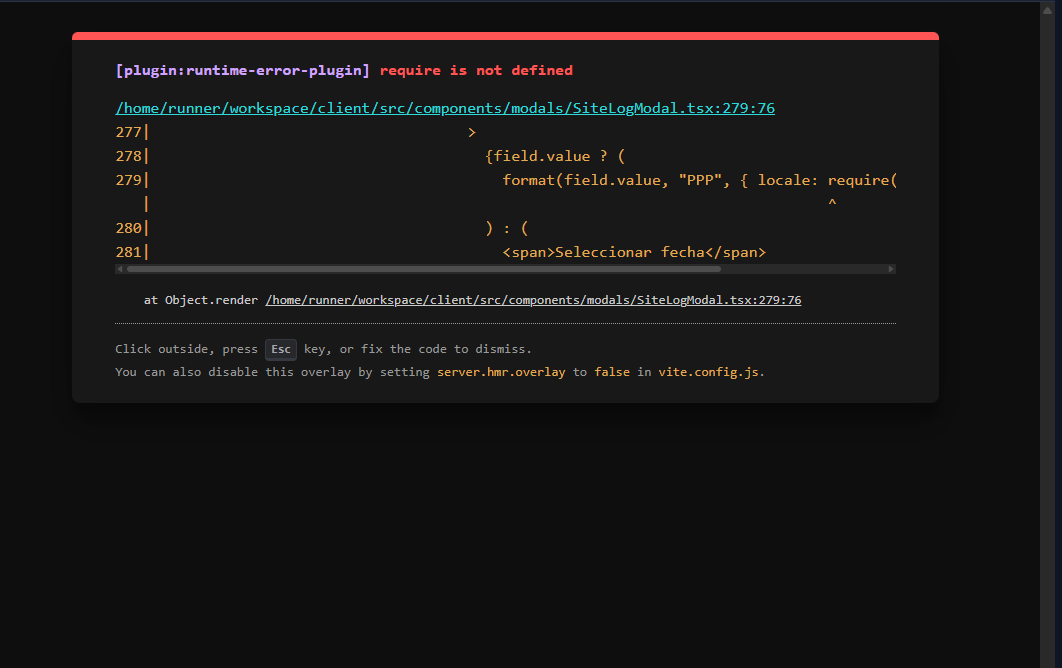 [plugin:runtime-error-plugin] require is not defined
/home/runner/workspace/client/src/components/modals/SiteLogModal.tsx:279:76
277|                                     >
278|                                       {field.value ? (
279|                                         format(field.value, "PPP", { locale: require(
   |                                                                              ^
280|                                       ) : (
281|                                         <span>Seleccionar fecha</span>
at Object.render /home/runner/workspace/client/src/components/modals/SiteLogModal.tsx:279:76
Click outside, press Esc key, or fix the code to dismiss.
You can also disable this overlay by setting server.hmr.overlay to false in vite.config.js.